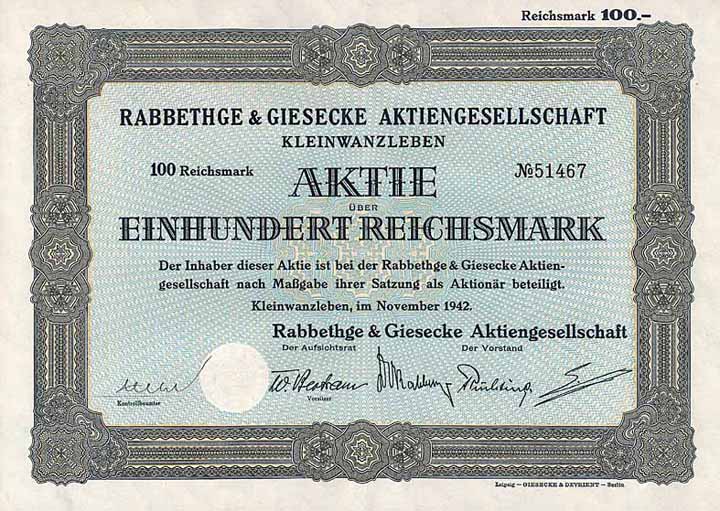 Reichsmark 100.–
RABBETHGE & GIESECKE AKTIENGESELLSCHAFT
KLEINWANZLEBEN
100 Reichsmark
№51467
AKTIE
ÜBER
EINHUNDERT REICHSMARK
Der Inhaber dieser Aktie ist bei der Rabbethge & Giesecke Aktien-
gesellschaft nach Maßgabe ihrer Satzung als Aktionär beteiligt.
Kleinwanzleben, im November 1942.
Rabbethge & Giesecke Aktiengesellschaft
Der Aufsichtsrat
Der Vorstand
Kontrollbeamter
Vorsitzer
Leipzig — GIESECKE & DEVRIENT — Berlin